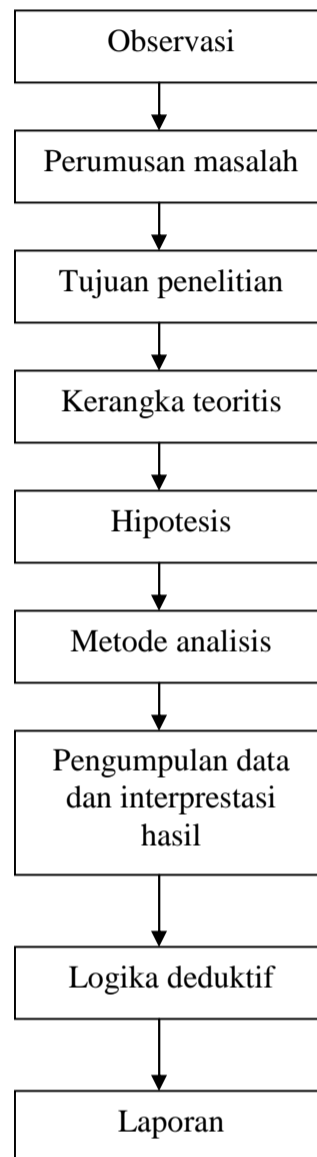 Observasi
Perumusan masalah
Tujuan penelitian
Kerangka teoritis
Hipotesis
Metode analisis
Pengumpulan data
dan interprestasi
hasil
Logika deduktif
Laporan